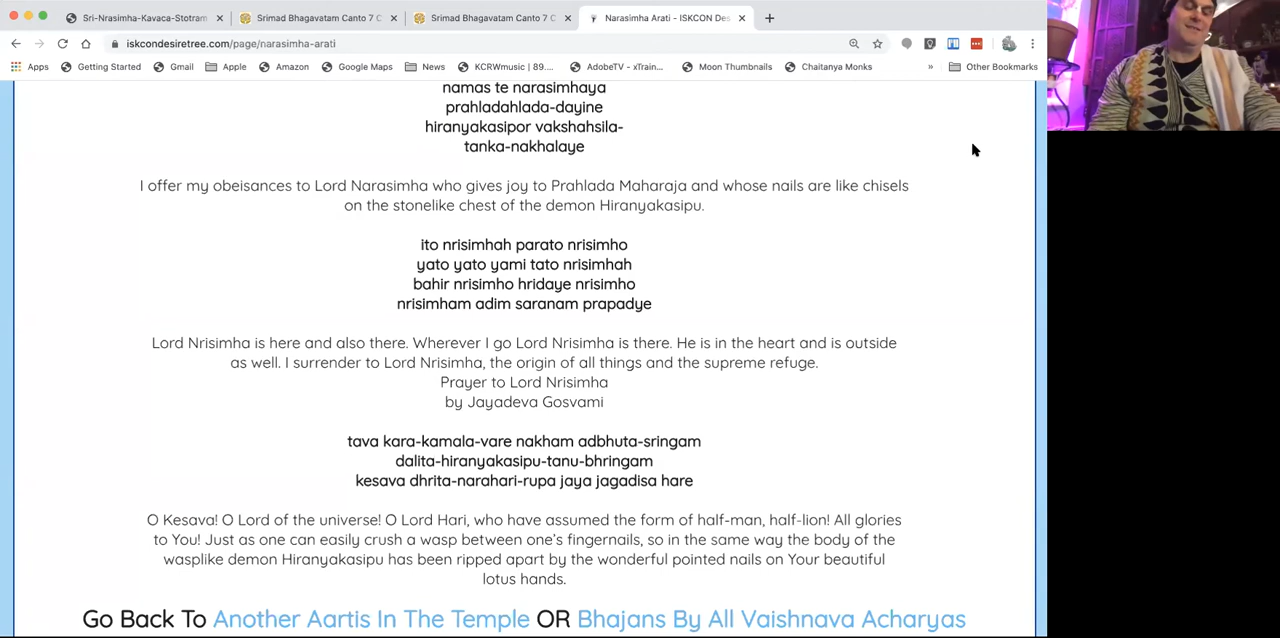 Sri-Nrasimha-Kavaca-Stotram
Srimad Bhagavatam Canto 7 C
Srimad Bhagavatam Canto 7 C
Narasimha Arati - ISKCON Des
iskcondesiretree.com/page/narasimha-arati
Apps
Getting Started
Gmail
Apple
Amazon
Google Maps
News
KCRWmusic | 89....
AdobeTV - xTrain...
Moon Thumbnails
Chaitanya Monks
»
Other Bookmarks
namas te narasimhaya
prahladahlada-dayine
hiranyakasipor vakshahsila-
tanka-nakhalaye
I offer my obeisances to Lord Narasimha who gives joy to Prahlada Maharaja and whose nails are like chisels
on the stonelike chest of the demon Hiranyakasipu.
ito nrisimhah parato nrisimho
yato yato yami tato nrisimhah
bahir nrisimho hridaye nrisimho
nrisimham adim saranam prapadye
Lord Nrisimha is here and also there. Wherever I go Lord Nrisimha is there. He is in the heart and is outside
as well. I surrender to Lord Nrisimha, the origin of all things and the supreme refuge.
Prayer to Lord Nrisimha
by Jayadeva Gosvami
tava kara-kamala-vare nakham adbhuta-sringam
dalita-hiranyakasipu-tanu-bhringam
kesava dhrita-narahari-rupa jaya jagadisa hare
O Kesava! O Lord of the universe! O Lord Hari, who have assumed the form of half-man, half-lion! All glories
to You! Just as one can easily crush a wasp between one's fingernails, so in the same way the body of the
wasplike demon Hiranyakasipu has been ripped apart by the wonderful pointed nails on Your beautiful
lotus hands.
Go Back To Another Aartis In The Temple OR Bhajans By All Vaishnava Acharyas